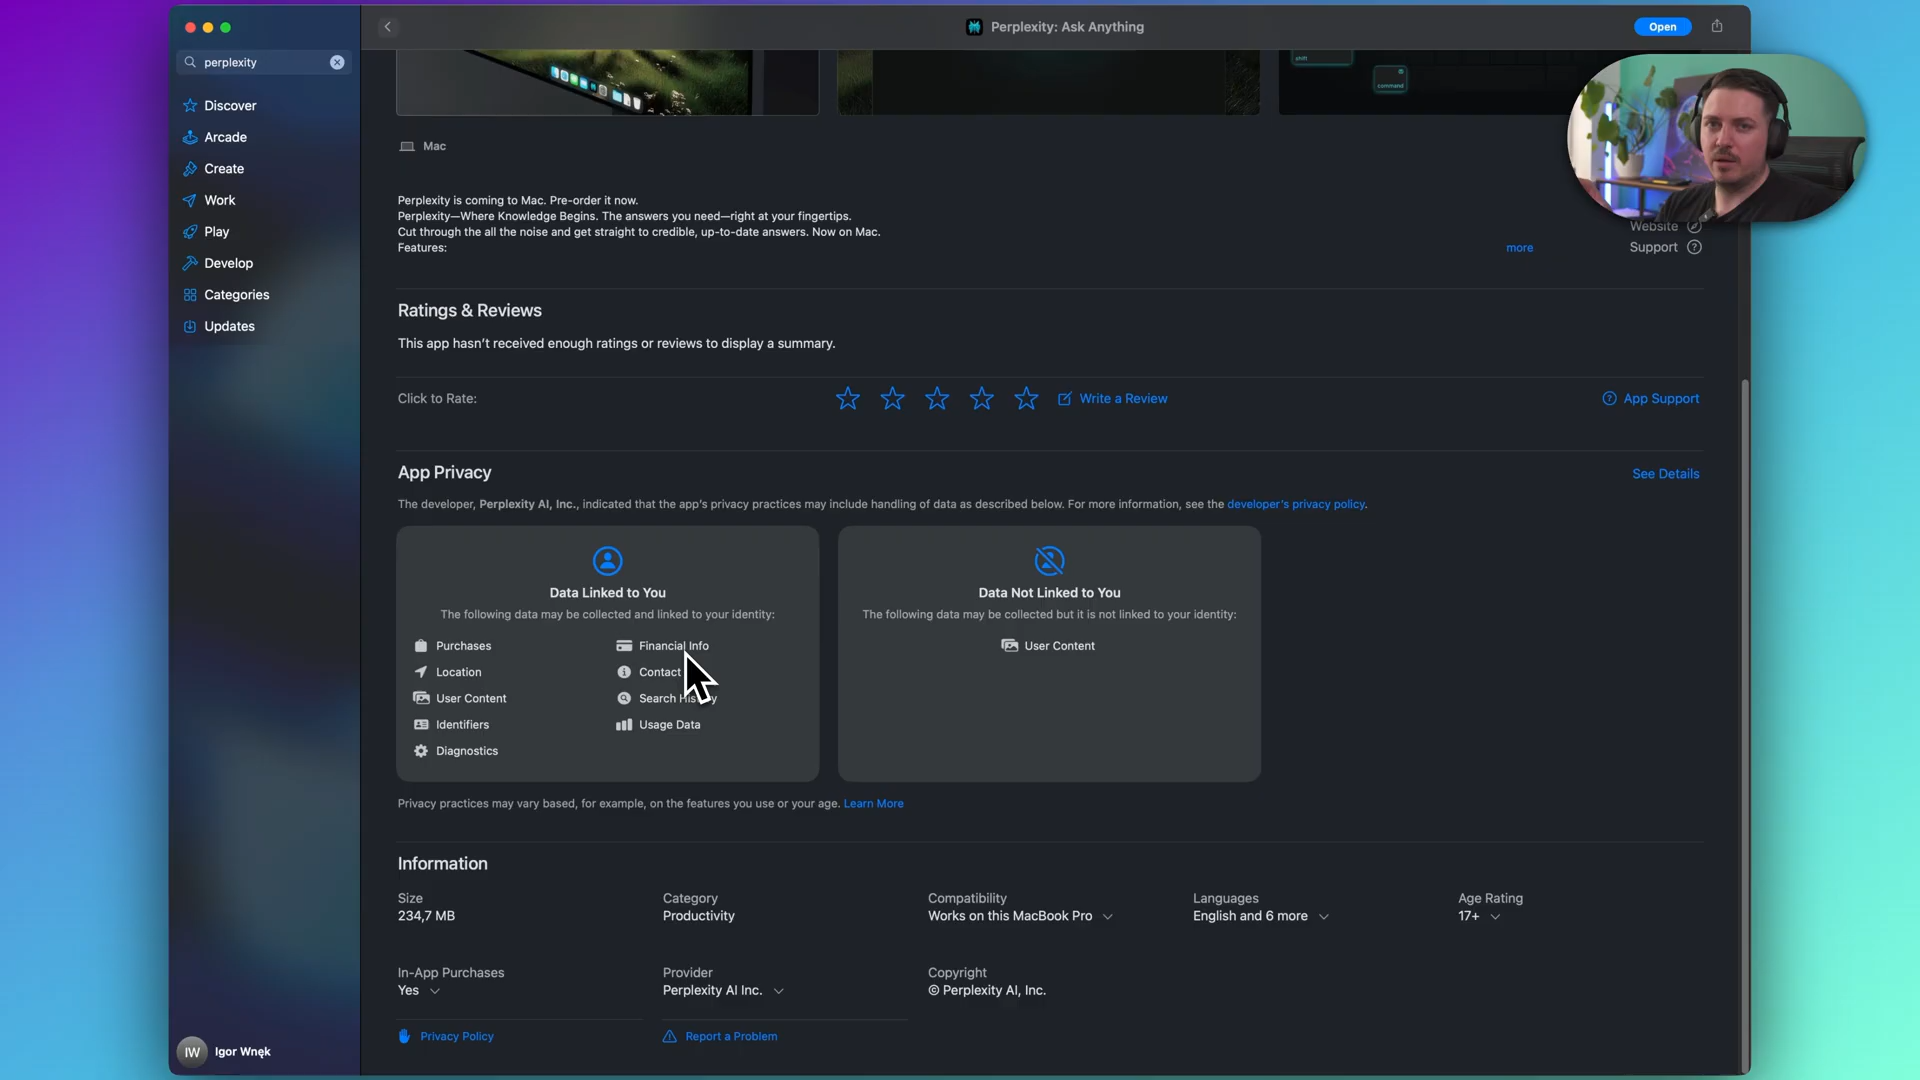 perplexity
Discover
Arcade
Create
Work
Play
Develop
Categories
Updates
IW
Igor Wnęk
Perplexity: Ask Anything
Open
shift
command
Mac
Perplexity is coming to Mac. Pre-order it now.
Perplexity—Where Knowledge Begins. The answers you need—right at your fingertips.
Cut through the all the noise and get straight to credible, up-to-date answers. Now on Mac.
Features:
more
Website
Support
Ratings & Reviews
This app hasn't received enough ratings or reviews to display a summary.
Click to Rate:
Write a Review
App Support
App Privacy
See Details
The developer, Perplexity AI, Inc., indicated that the app's privacy practices may include handling of data as described below. For more information, see the developer's privacy policy.
Data Linked to You
The following data may be collected and linked to your identity:
Purchases
Financial Info
Location
Contact
User Content
Search History
Identifiers
Usage Data
Diagnostics
Data Not Linked to You
The following data may be collected but it is not linked to your identity:
User Content
Privacy practices may vary based, for example, on the features you use or your age. Learn More
Information
Size
234,7 MB
Category
Productivity
Compatibility
Works on this MacBook Pro
Languages
English and 6 more
Age Rating
17+
In-App Purchases
Yes
Provider
Perplexity AI Inc.
Copyright
© Perplexity AI, Inc.
Privacy Policy
Report a Problem